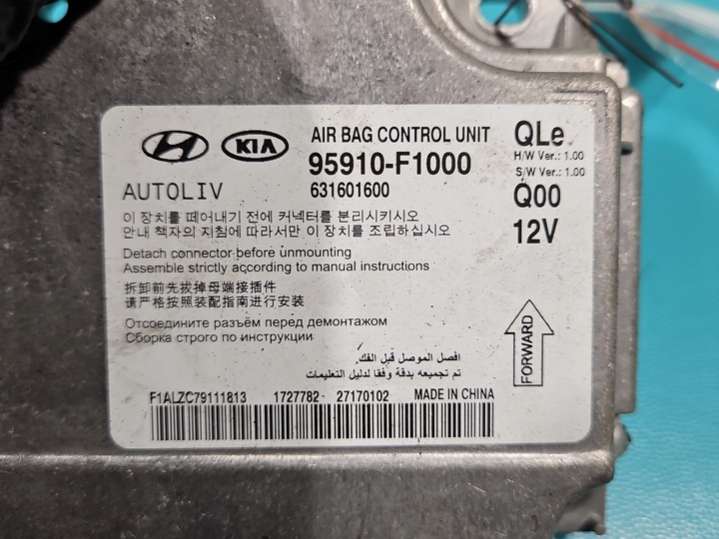 KIA
AIR BAG CONTROL UNIT
QLe
95910-F1000
H/W Ver.: 1.00
S/W Ver.: 1.00
AUTOLIV
631601600
Q00
이 장치를 떼어내기 전에 커넥터를 분리시키시오
안내 책자의 지침에 따라서만 이 장치를 조립하십시오
12V
Detach connector before unmounting
Assemble strictly according to manual instructions
拆卸前先拔掉母端接插件
请严格按照装配指南进行安装
Отсоедините разъём перед демонтажом
Сборка строго по инструкции
افصل الموصل قبل الفك.
تم تجميعه بدقة وفقا لدليل التعليمات
FORWARD
F1ALZC79111813 1727782- 27170102 MADE IN CHINA